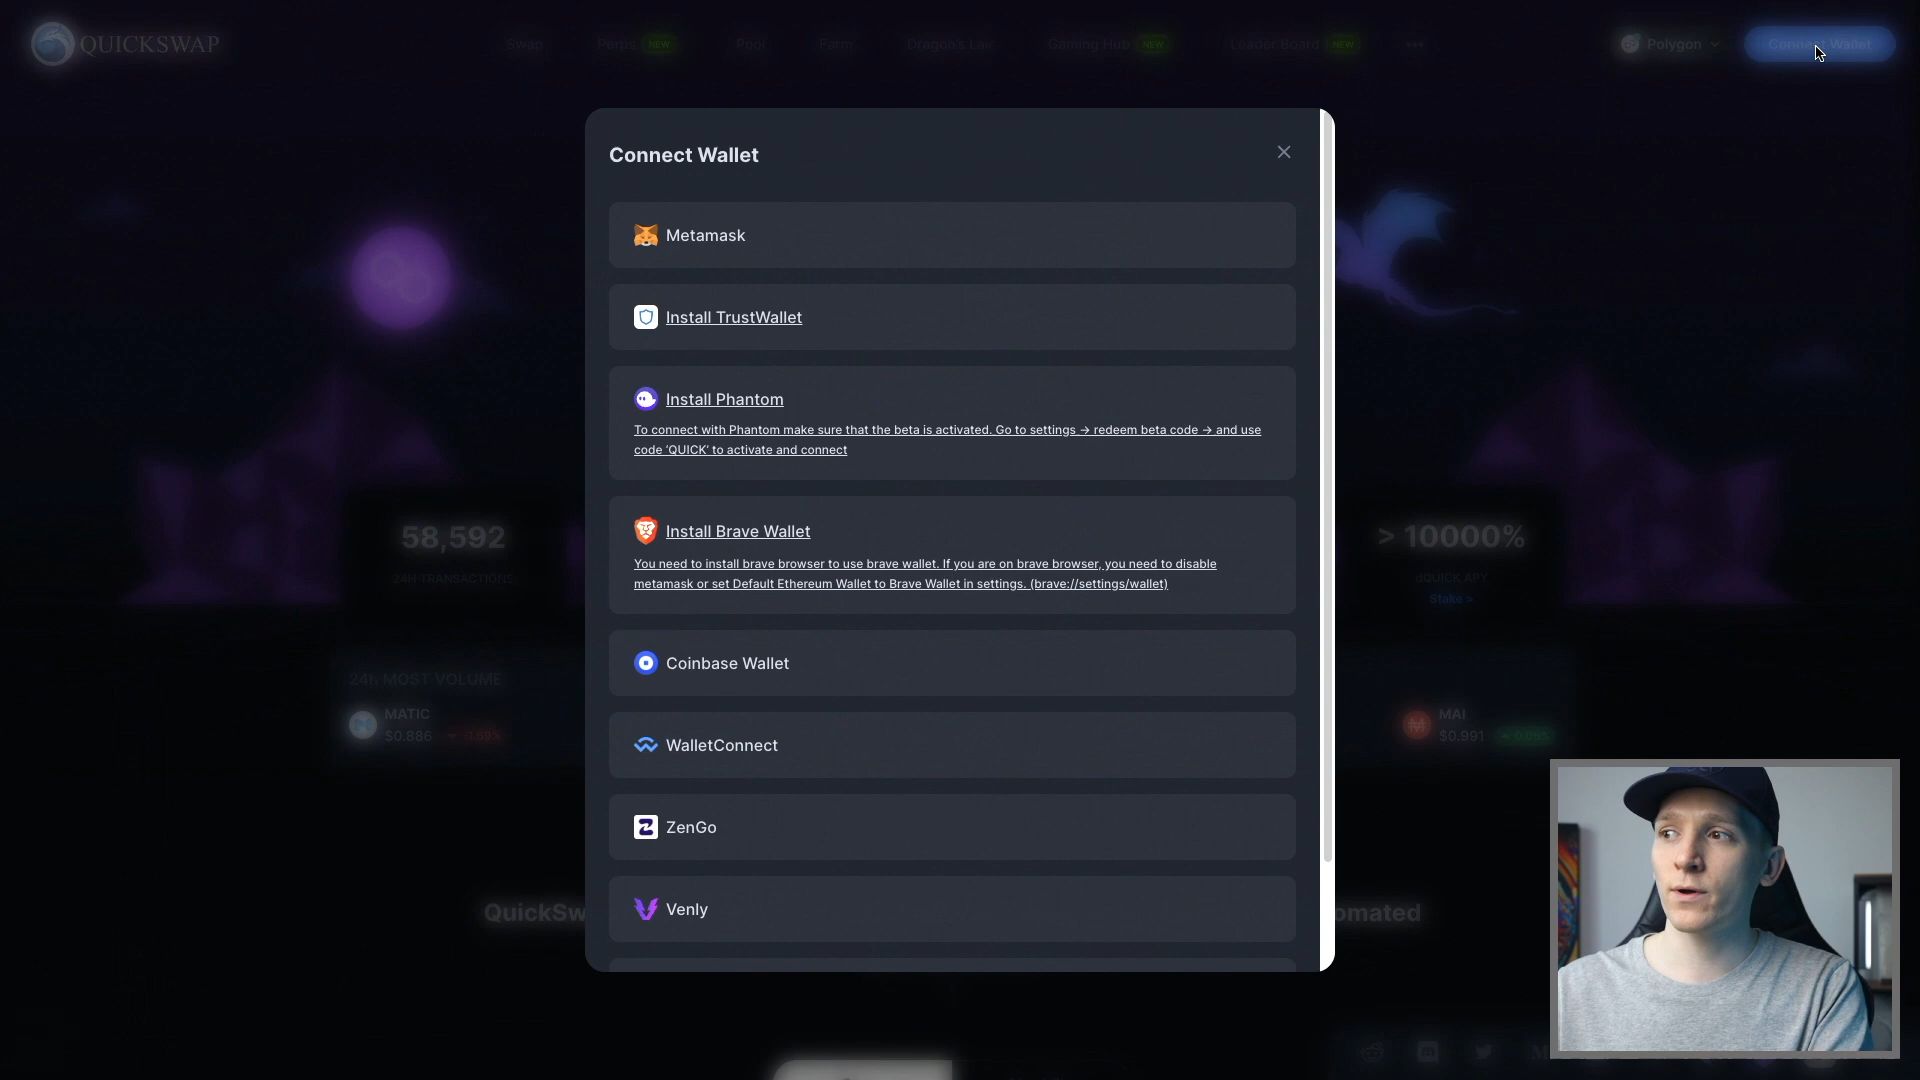 QUICKSWAP
Swap
Perps NEW
Pool
Farm
Dragon's Lair
Gaming Hub NEW
Leader Board NEW
Polygon
Connect Wallet
Connect Wallet
Metamask
Install TrustWallet
Install Phantom
To connect with Phantom make sure that the beta is activated. Go to settings → redeem beta code → and use
code ‘QUICK’ to activate and connect
Install Brave Wallet
You need to install brave browser to use brave wallet. If you are on brave browser, you need to disable
metamask or set Default Ethereum Wallet to Brave Wallet in settings. (brave://settings/wallet)
Coinbase Wallet
WalletConnect
ZenGo
Venly
58,592
24H TRANSACTIONS
> 10000%
dQUICK APY
Stake >
24h MOST VOLUME
MATIC
$0.886
MAI
$0.991
QuickSw
omated